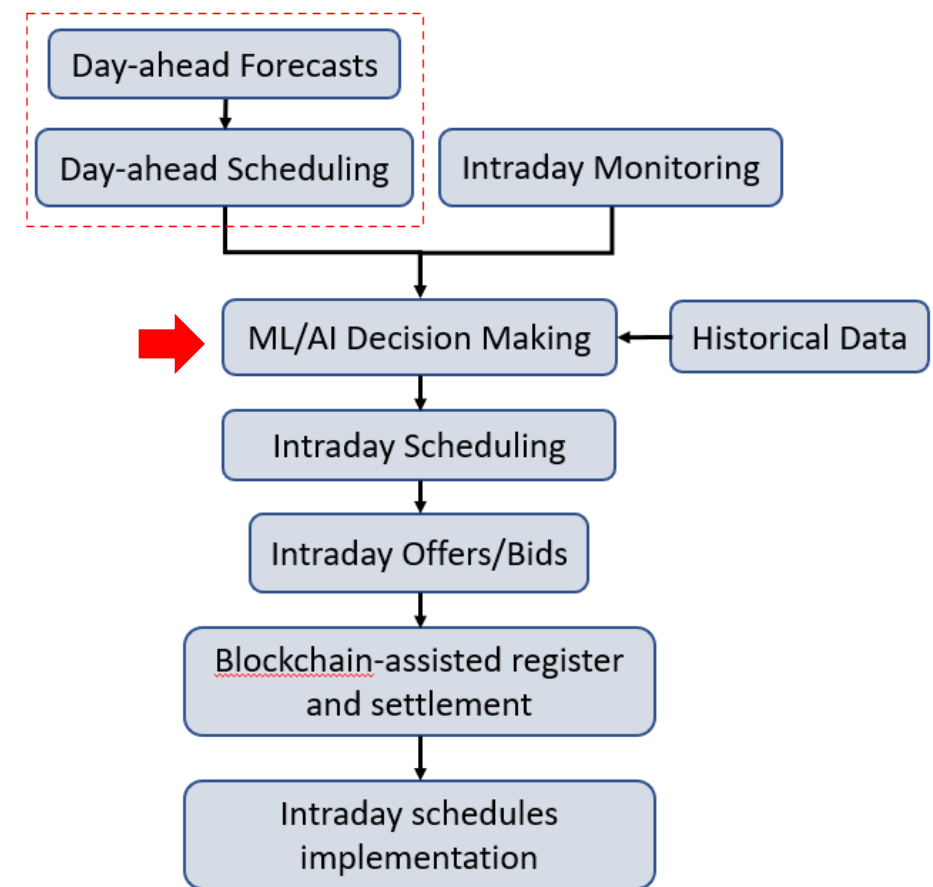 Day-ahead Forecasts
Day-ahead Scheduling
Intraday Monitoring
ML/AI Decision Making
Historical Data
Intraday Scheduling
Intraday Offers/Bids
Blockchain-assisted register
and settlement
Intraday schedules
implementation